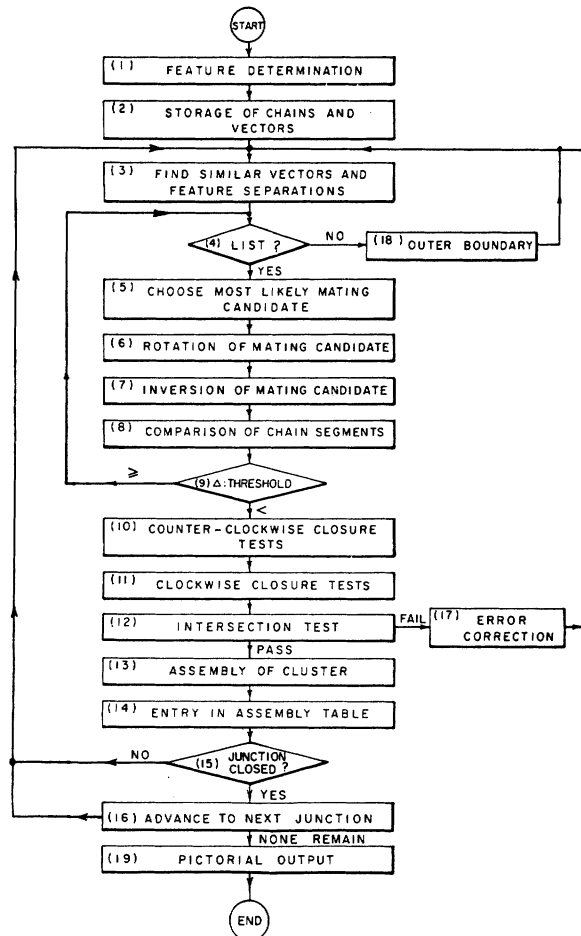 START
(1) FEATURE DETERMINATION
(2) STORAGE OF CHAINS AND
VECTORS
(3) FIND SIMILAR VECTORS AND
FEATURE SEPARATIONS
(4) LIST ?
NO
(18) OUTER BOUNDARY
YES
(5) CHOOSE MOST LIKELY MATING
CANDIDATE
(6) ROTATION OF MATING CANDIDATE
(7) INVERSION OF MATING CANDIDATE
(8) COMPARISON OF CHAIN SEGMENTS
≥
(9) Δ:THRESHOLD
<
(10) COUNTER-CLOCKWISE CLOSURE
TESTS
(11) CLOCKWISE CLOSURE TESTS
(12) INTERSECTION TEST
FAIL
(17) ERROR
CORRECTION
PASS
(13) ASSEMBLY OF CLUSTER
(14) ENTRY IN ASSEMBLY TABLE
NO
(15) JUNCTION
CLOSED ?
YES
(16) ADVANCE TO NEXT JUNCTION
NONE REMAIN
(19) PICTORIAL OUTPUT
END